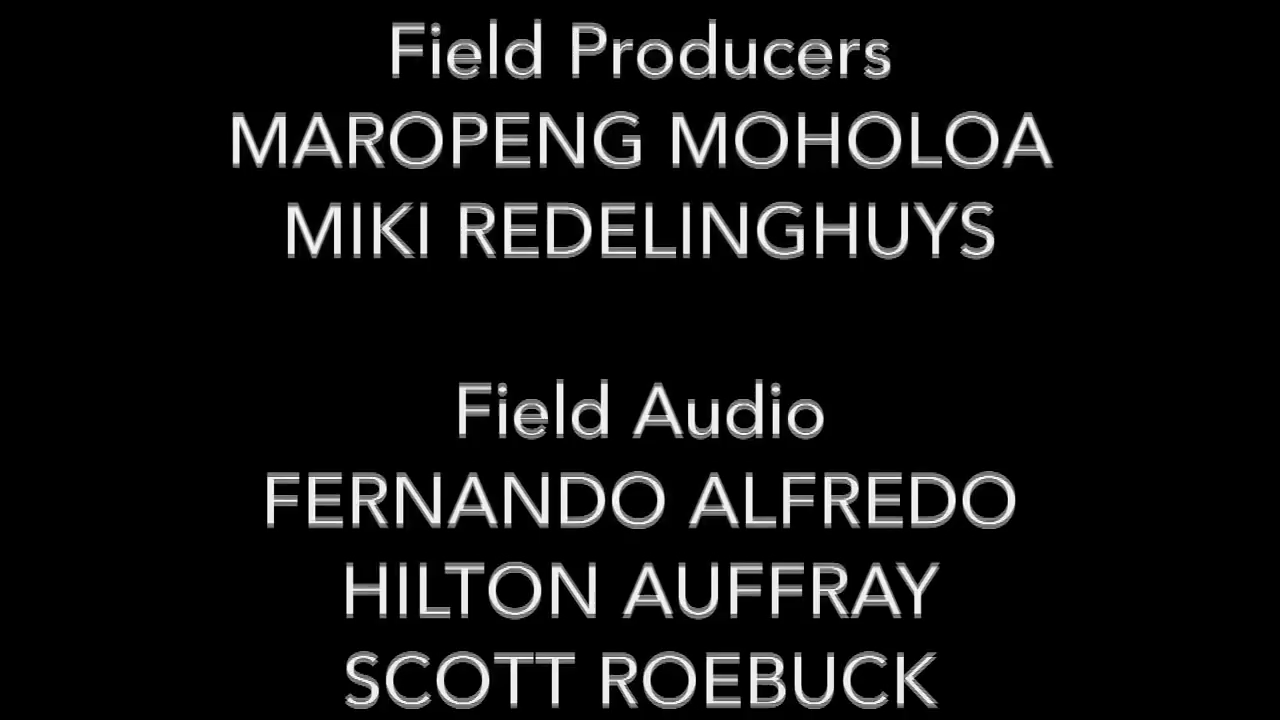 Field Producers
MAROPENG MOHOLOA
MIKI REDELINGHUYS
Field Audio
FERNANDO ALFREDO
HILTON AUFFRAY
SCOTT ROEBUCK